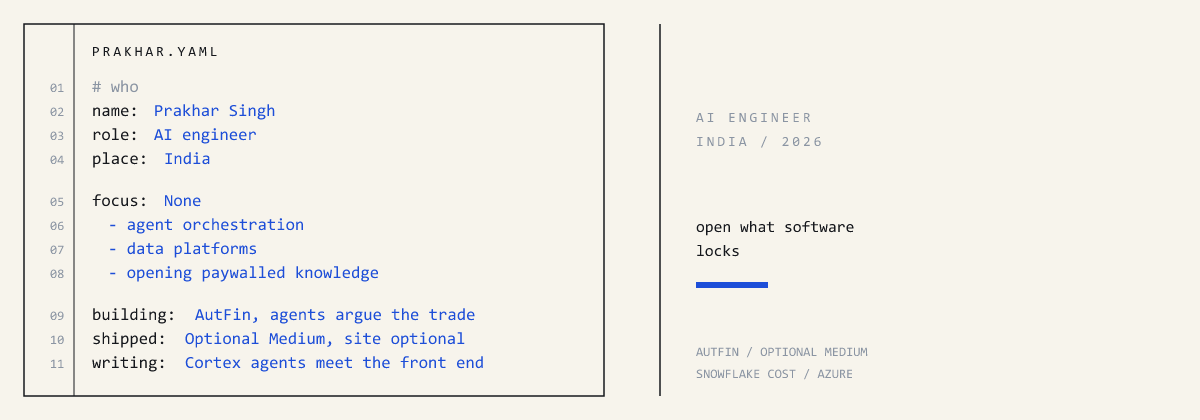 PRAKHAR.YAML
01 # who
02 name: Prakhar Singh
03 role: AI engineer
04 place: India
05 focus: None
06 - agent orchestration
07 - data platforms
08 - opening paywalled knowledge
09 building: AutFin, agents argue the trade
10 shipped: Optional Medium, site optional
11 writing: Cortex agents meet the front end
AI ENGINEER
INDIA / 2026
open what software
locks
AUTFIN / OPTIONAL MEDIUM
SNOWFLAKE COST / AZURE